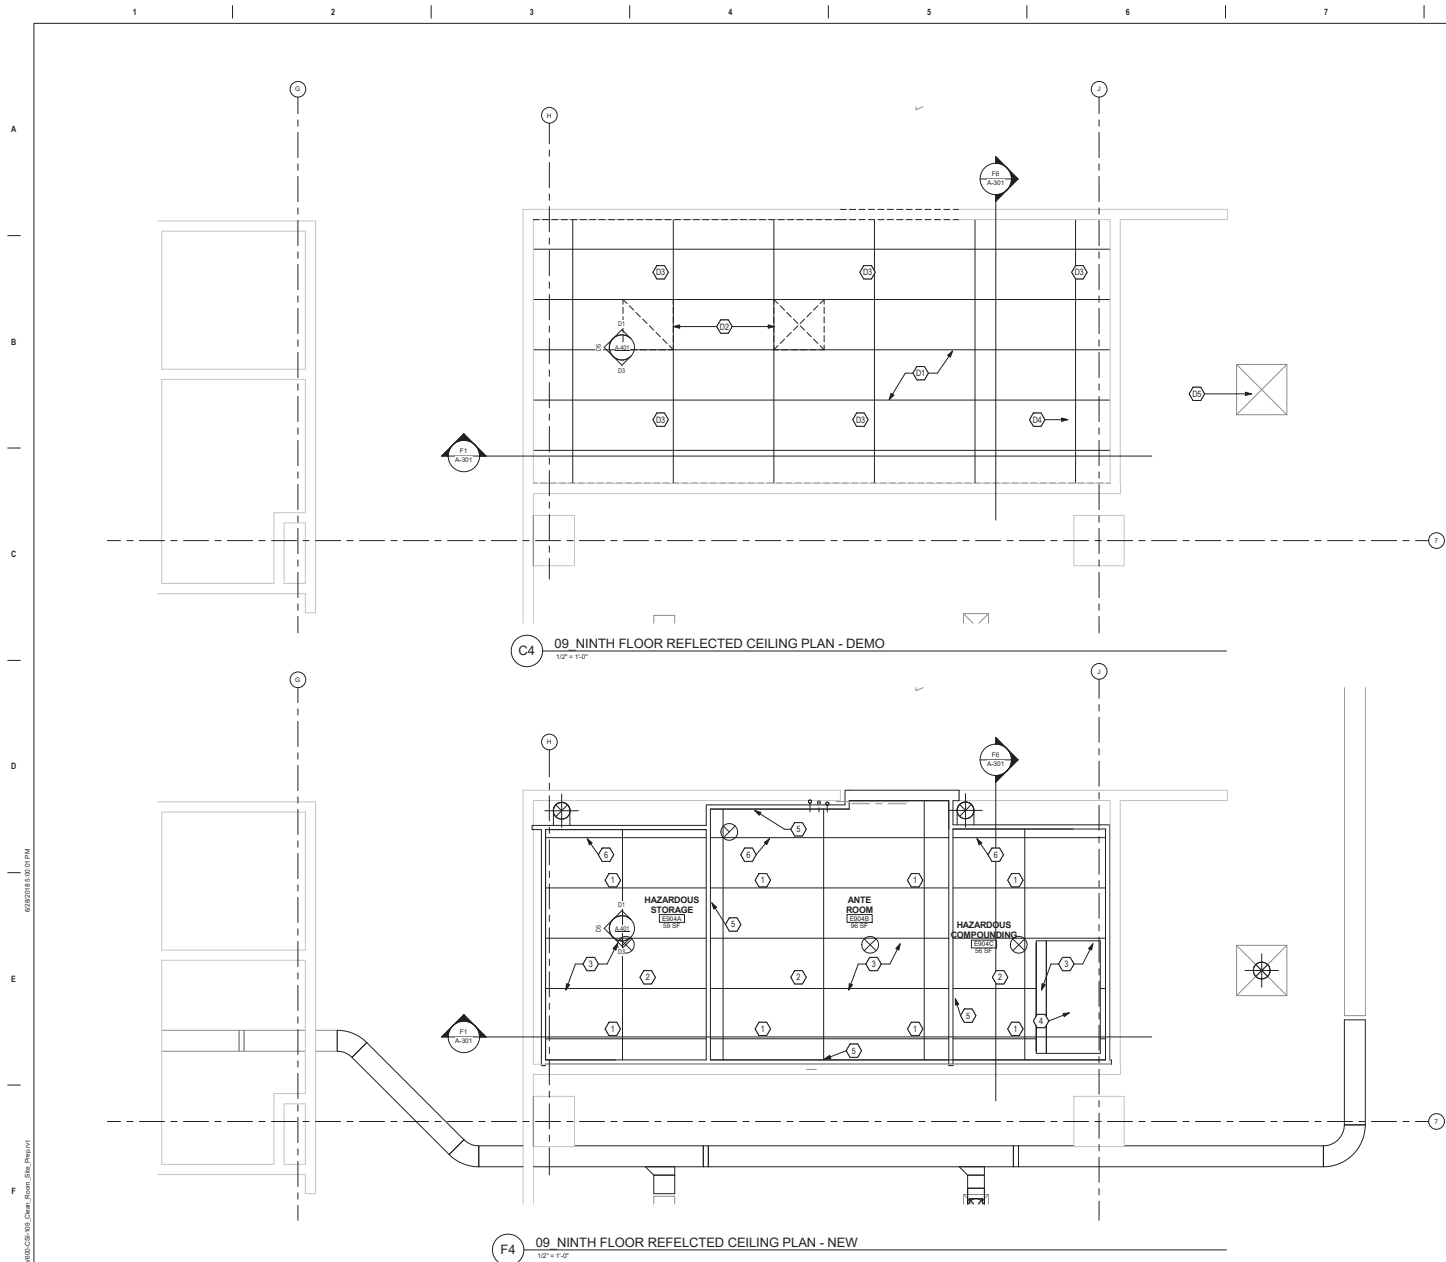 1 2 3 4 5 6 7
A
B
C
D
E
F
G
H
J
F6
A-301
D3 D3 D3
D2
D1
D5 A-401
D3
D1
D5
D3 D3 D4
F1
A-301
7
C4 09_NINTH FLOOR REFLECTED CEILING PLAN - DEMO
1/2" = 1'-0"
G
H
J
F6
A-301
5
6 6 6
1 1 1 1
HAZARDOUS
STORAGE
E904A
59 SF
ANTE
ROOM
E904B
96 SF
HAZARDOUS
COMPOUNDING
E904C
56 SF
D1
D5 A-401
D3
5
3 3 3
2 2 2
5
4
1 1 1 1
5
F1
A-301
7
F4 09_NINTH FLOOR REFELCTED CEILING PLAN - NEW
1/2" = 1'-0"
6/28/2018 5:00:01 PM